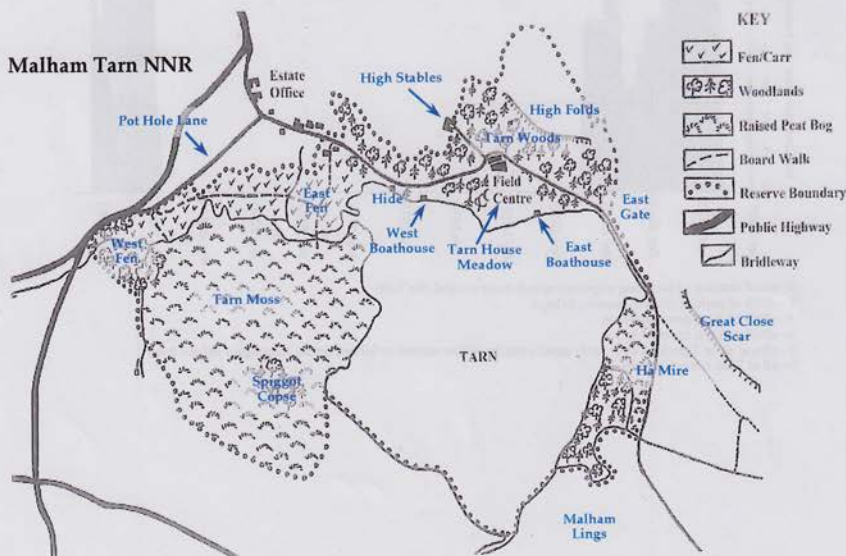 Malham Tarn NNR
KEY
Fen/Carr
Woodlands
Raised Peat Bog
Board Walk
Reserve Boundary
Public Highway
Bridleway
Estate
Office
High Stables
Pot Hole Lane
High Folds
Tarn Woods
East
Fen
Hide
Field
Centre
East
Gate
West
Boathouse
Tarn House
Meadow
East
Boathouse
West
Fen
Tarn Moss
TARN
Great Close
Scar
Ha Mire
Spiggot
Copse
Malham
Lings